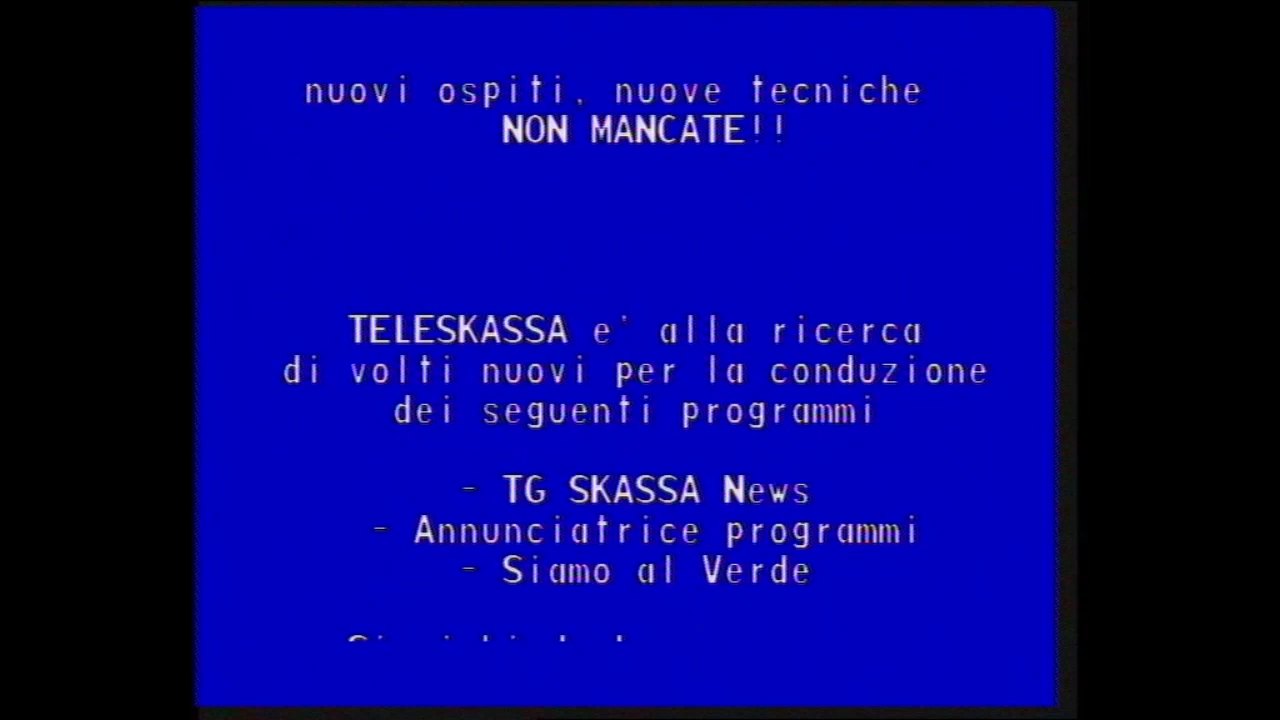 nuovi ospiti, nuove tecniche
NON MANCATE!!
TELESKASSA e' alla ricerca
di volti nuovi per la conduzione
dei seguenti programmi
- TG SKASSA News
- Annunciatrice programmi
- Siamo al Verde